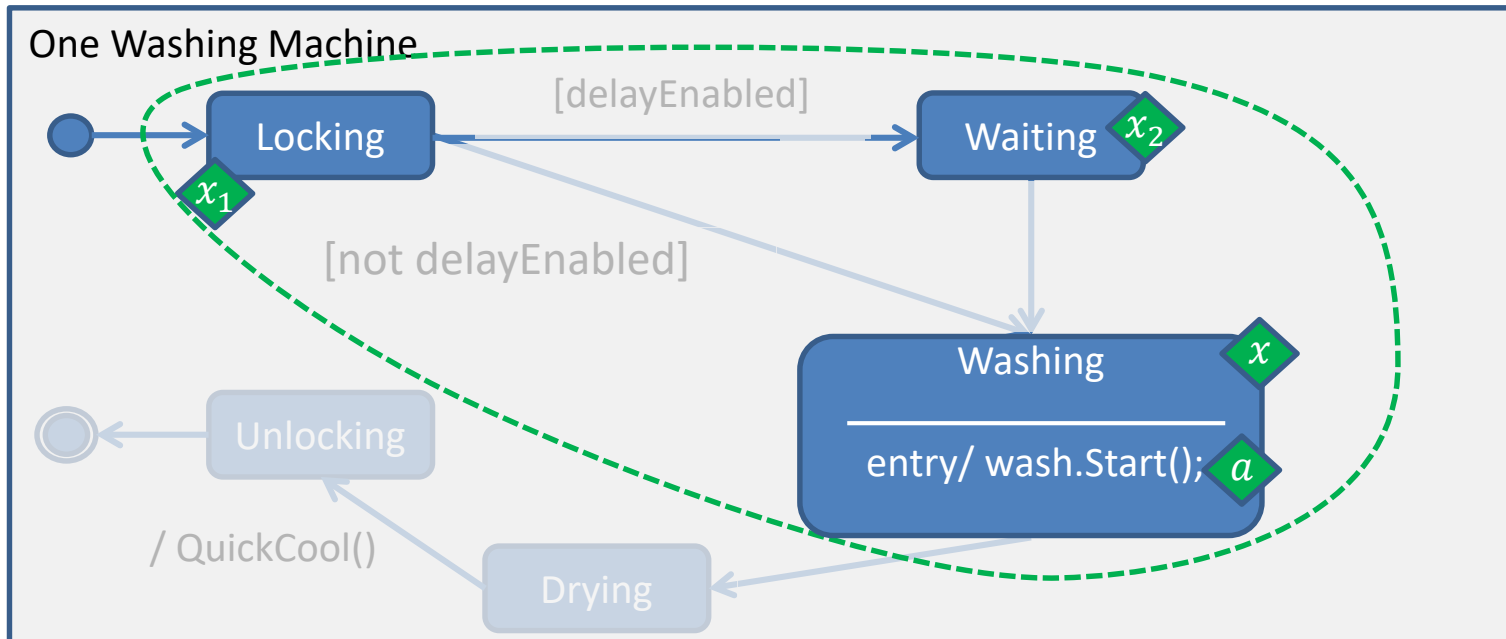 One Washing Machine
[delayEnabled]
Locking
Waiting
x₂
x₁
[not delayEnabled]
Washing
x
Unlocking
entry/ wash.Start();
a
/ QuickCool()
Drying